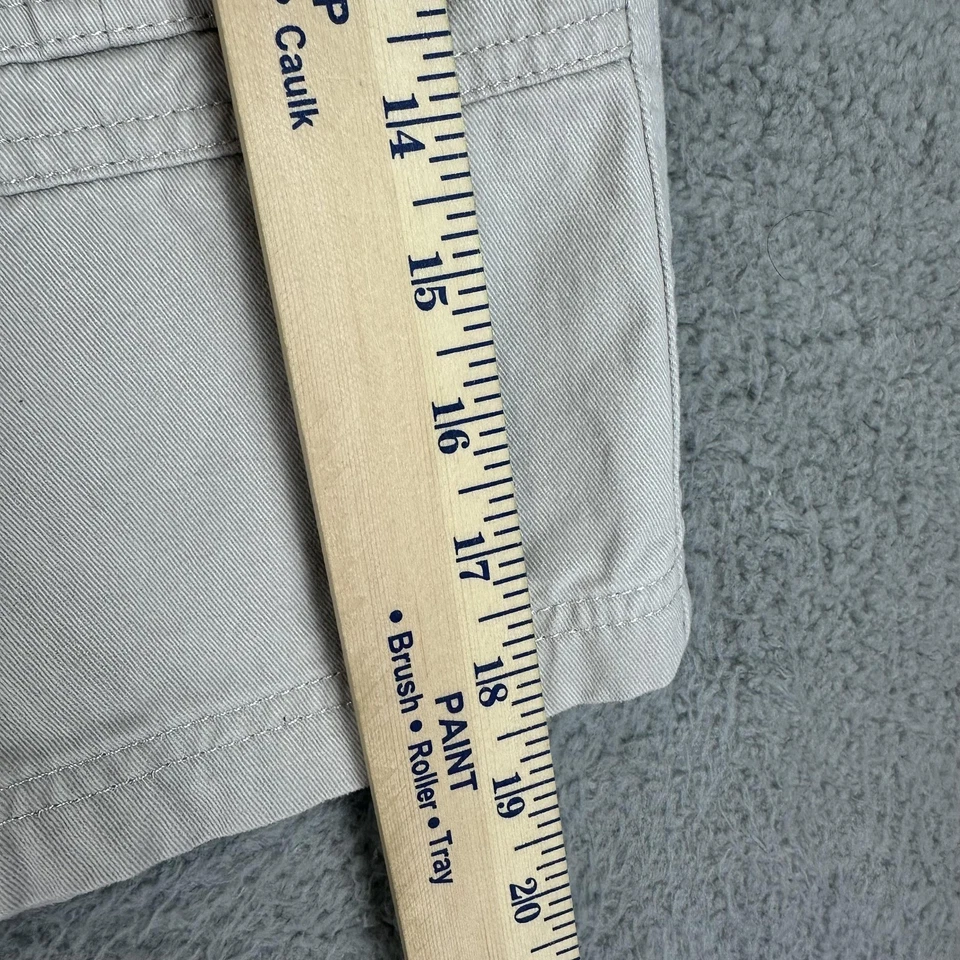 P
Caulk
14
15
16
17
18
19
20
PAINT
• Brush • Roller • Tray